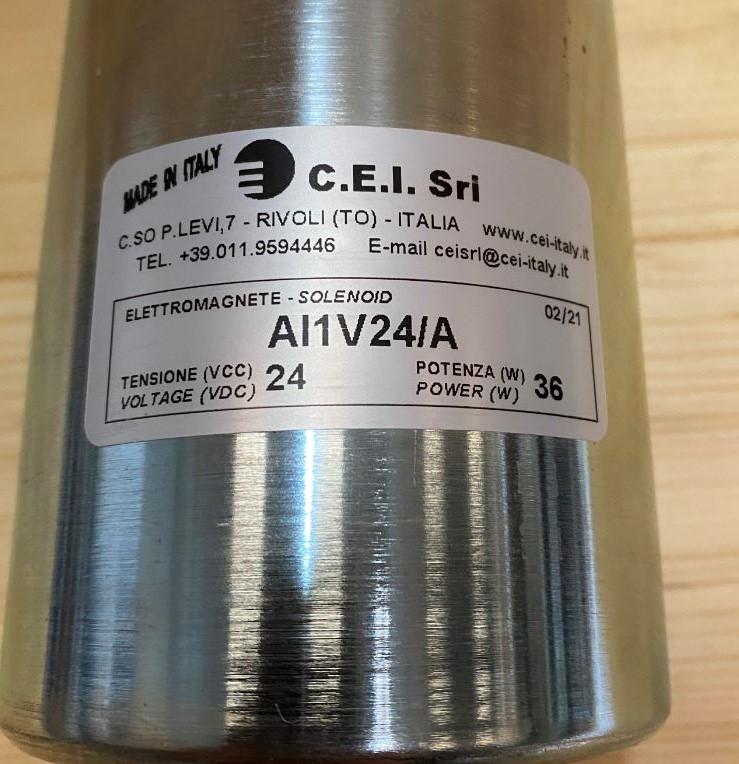 MADE IN ITALY
C.E.I. Srl
C.SO P.LEVI,7 - RIVOLI (TO) - ITALIA www.cei-italy.it
TEL. +39.011.9594446 E-mail ceisrl@cei-italy.it
ELETTROMAGNETE - SOLENOID 02/21
AI1V24/A
TENSIONE (VCC) 24 POTENZA (W) 36
VOLTAGE (VDC) POWER (W)